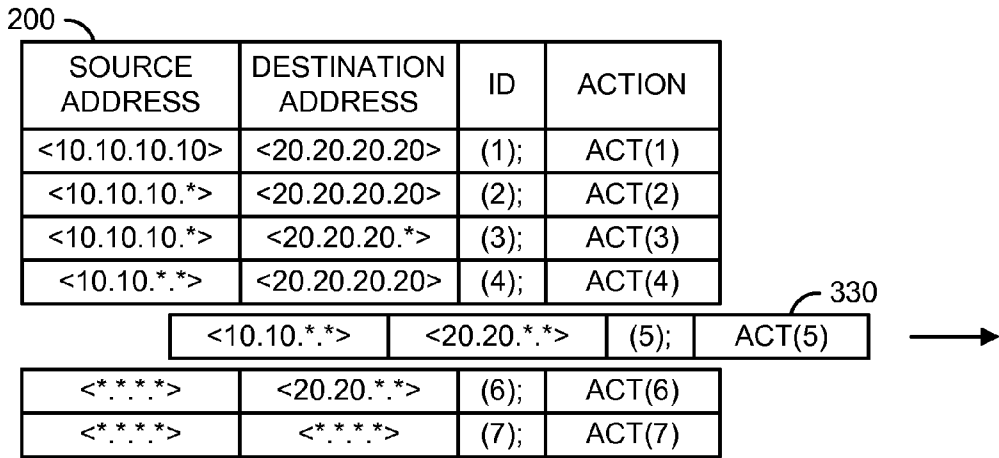 200
SOURCE ADDRESS DESTINATION ADDRESS ID ACTION
<10.10.10.10> <20.20.20.20> (1); ACT(1)
<10.10.10.*> <20.20.20.20> (2); ACT(2)
<10.10.10.*> <20.20.20.*> (3); ACT(3)
<10.10.*.*> <20.20.20.20> (4); ACT(4)
330
<10.10.*.*> <20.20.*.*> (5); ACT(5)
<*.*.*.*> <20.20.*.*> (6); ACT(6)
<*.*.*.*> <*.*.*.*> (7); ACT(7)